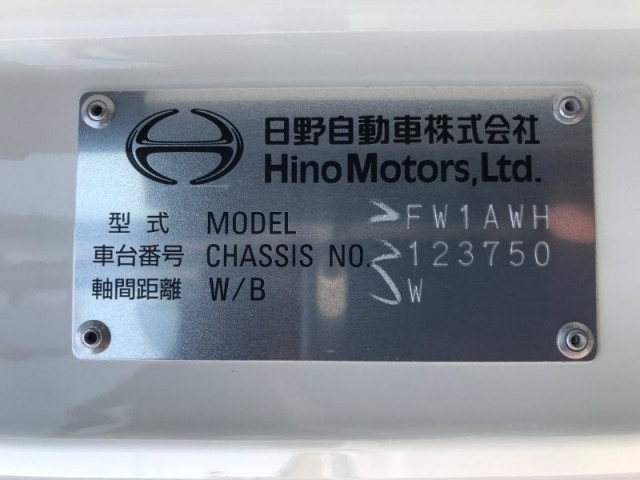 日野自動車株式会社
Hino Motors, Ltd.
型式 MODEL FW1AWH
車台番号 CHASSIS NO. 123750
軸間距離 W/B W